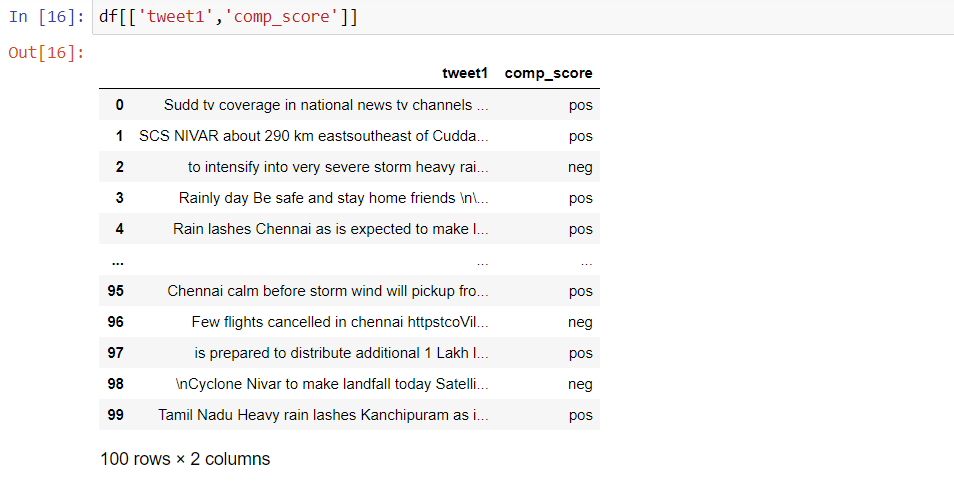 In [16]: df[['tweet1','comp_score']]
Out[16]:
tweet1 comp_score
0 Sudd tv coverage in national news tv channels ... pos
1 SCS NIVAR about 290 km eastsoutheast of Cudda... pos
2 to intensify into very severe storm heavy rai... neg
3 Rainly day Be safe and stay home friends \n\... pos
4 Rain lashes Chennai as is expected to make l... pos
... ... ...
95 Chennai calm before storm wind will pickup fro... pos
96 Few flights cancelled in chennai httpstcoVil... neg
97 is prepared to distribute additional 1 Lakh l... pos
98 \nCyclone Nivar to make landfall today Satelli... neg
99 Tamil Nadu Heavy rain lashes Kanchipuram as i... pos
100 rows × 2 columns